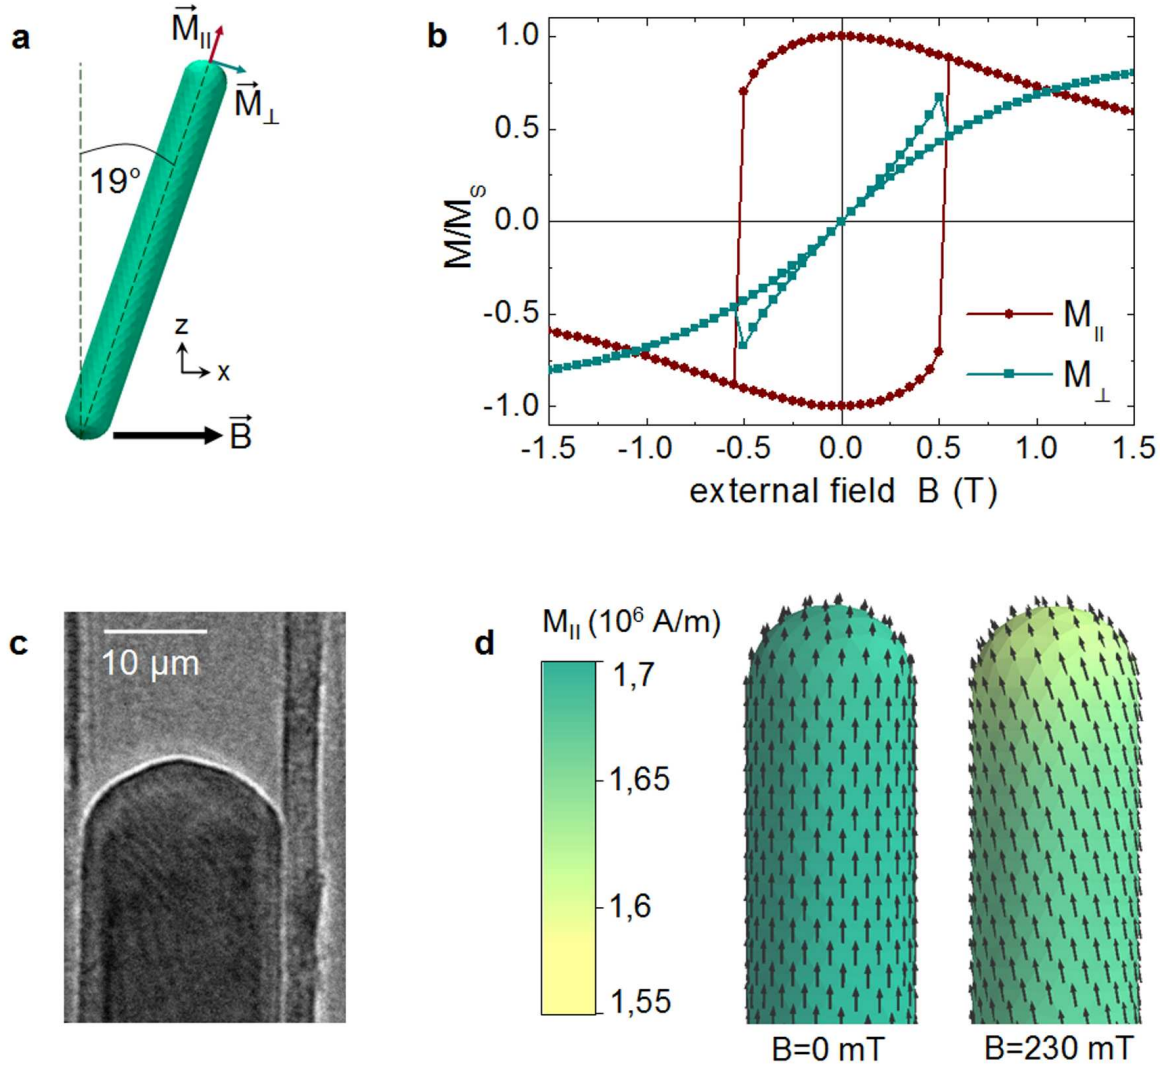 a
M⃗||
M⃗⊥
19°
z
x
B⃗
b
1.0
0.5
0.0
-0.5
-1.0
M/MS
-1.5 -1.0 -0.5 0.0 0.5 1.0 1.5
external field B (T)
M||
M⊥
c
10 µm
d
M|| (10⁶ A/m)
1,7
1,65
1,6
1,55
B=0 mT
B=230 mT